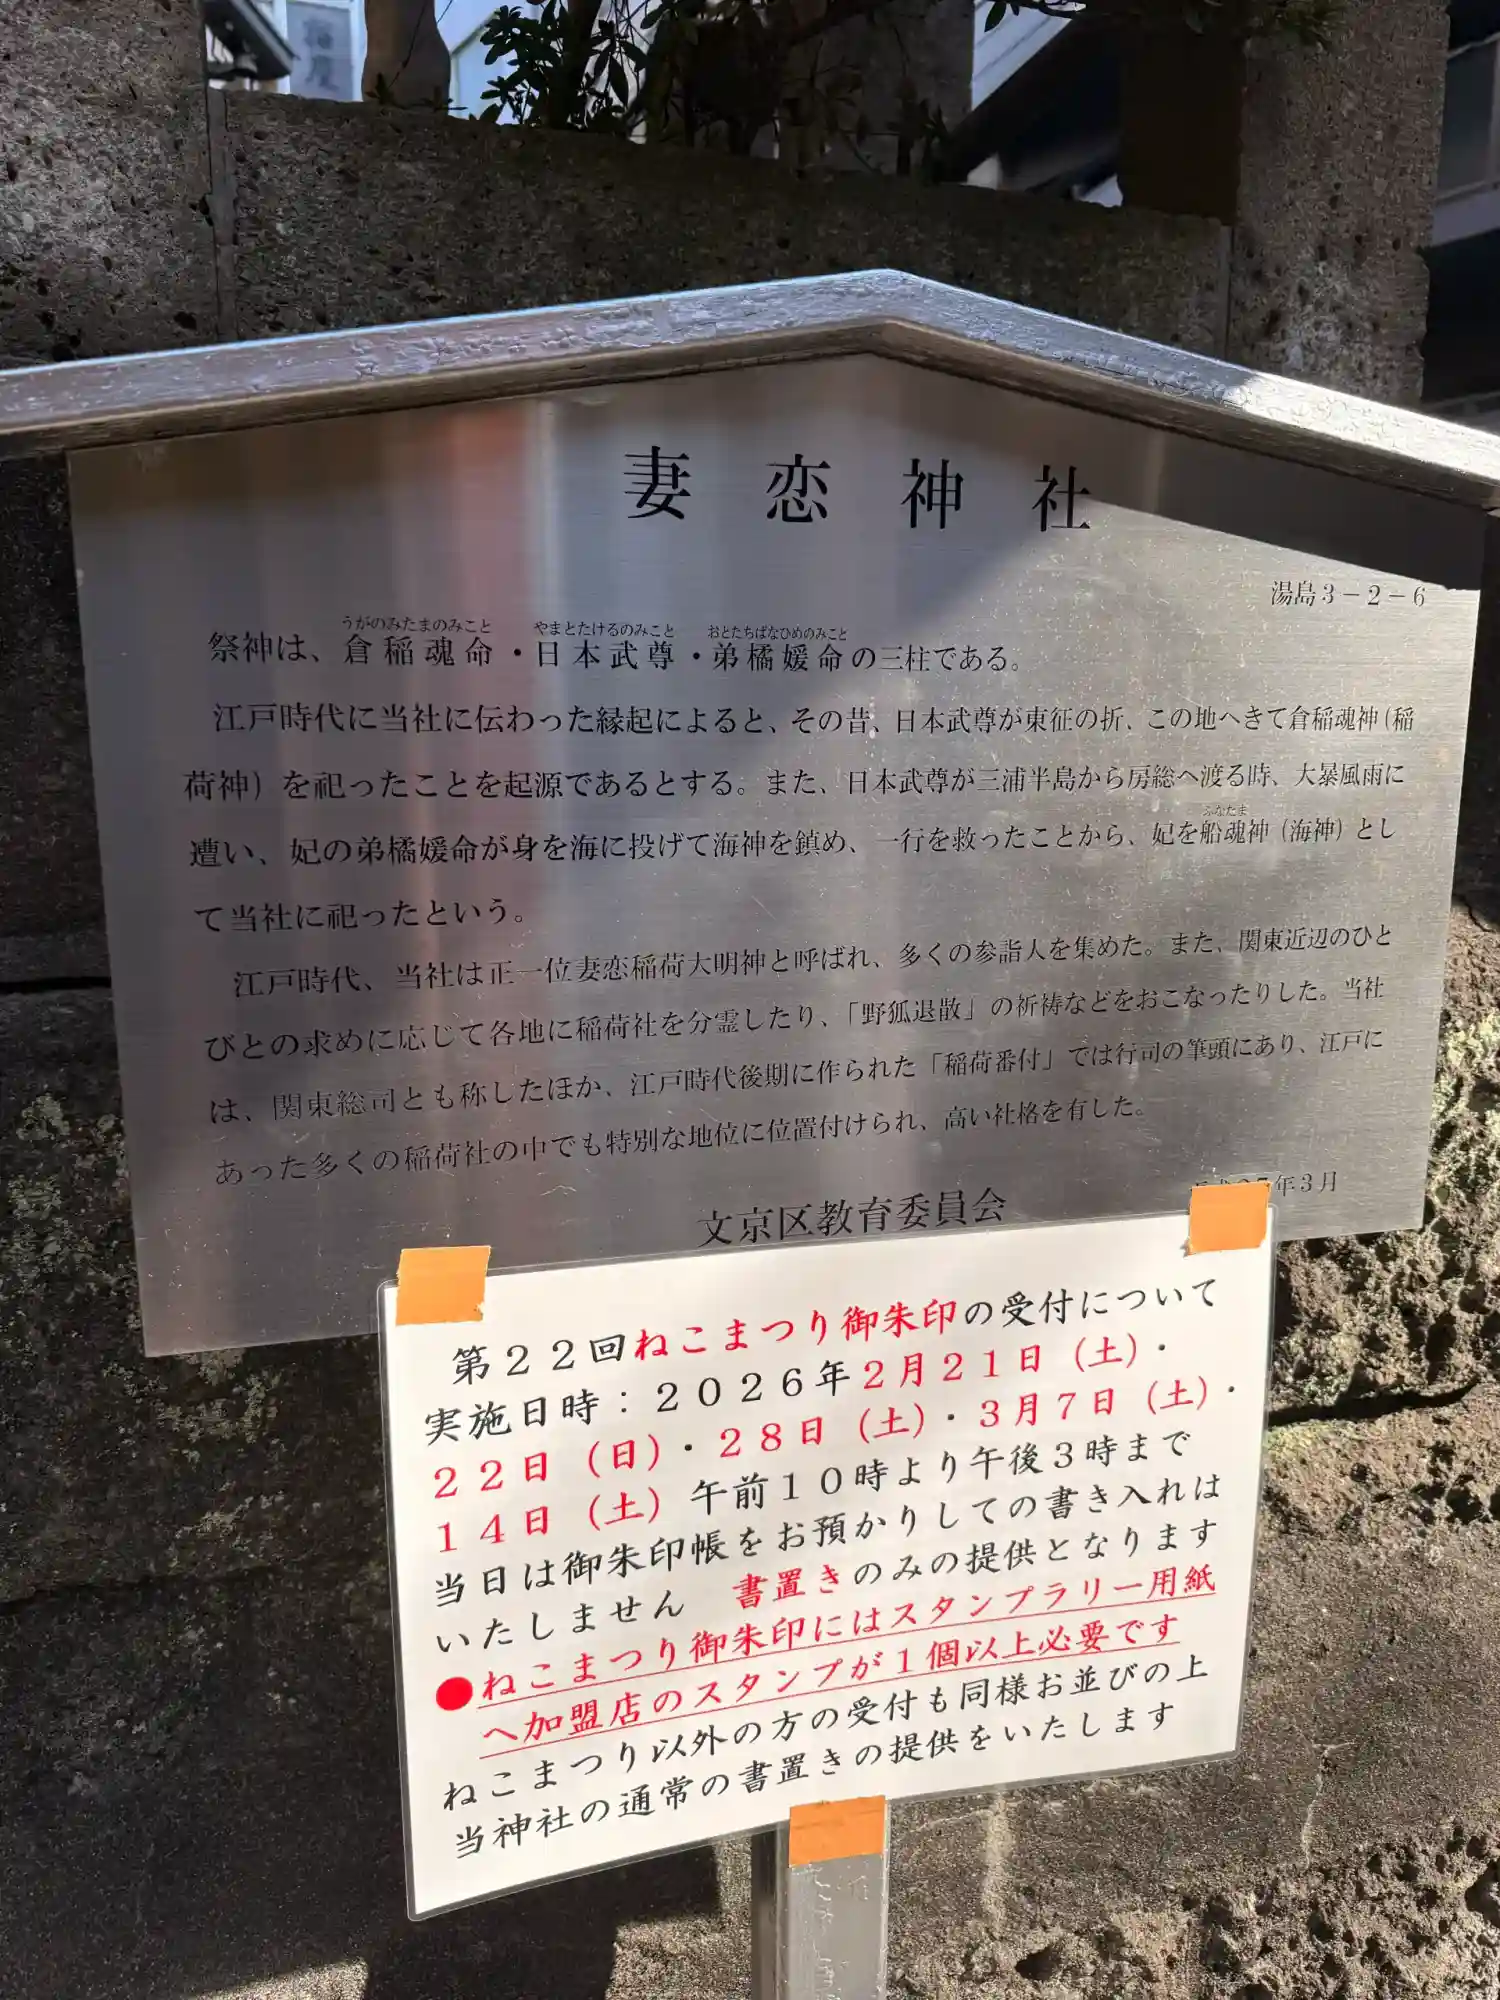 妻恋神社
湯島3－2－6
うがのみたまのみこと やまとたけるのみこと おとたちばなひめのみこと
祭神は、倉稲魂命・日本武尊・弟橘媛命の三柱である。
江戸時代に当社に伝わった縁起によると、その昔、日本武尊が東征の折、この地へきて倉稲魂神（稲
荷神）を祀ったことを起源であるとする。また、日本武尊が三浦半島から房総へ渡る時、大暴風雨に
ふなたま
遭い、妃の弟橘媛命が身を海に投げて海神を鎮め、一行を救ったことから、妃を船魂神（海神）とし
て当社に祀ったという。
江戸時代、当社は正一位妻恋稲荷大明神と呼ばれ、多くの参詣人を集めた。また、関東近辺のひと
びとの求めに応じて各地に稲荷社を分霊したり、「野狐退散」の祈祷などをおこなったりした。当社
は、関東総司とも称したほか、江戸時代後期に作られた「稲荷番付」では行司の筆頭にあり、江戸に
あった多くの稲荷社の中でも特別な地位に位置付けられ、高い社格を有した。
年3月
文京区教育委員会
第２２回ねこまつり御朱印の受付について
実施日時：２０２６年２月２１日（土）・
２２日（日）・２８日（土）・３月７日（土）・
１４日（土）午前１０時より午後３時まで
当日は御朱印帳をお預かりしての書き入れは
いたしません　書置きのみの提供となります
●ねこまつり御朱印にはスタンプラリー用紙
へ加盟店のスタンプが１個以上必要です
ねこまつり以外の方の受付も同様お並びの上
当神社の通常の書置きの提供をいたします